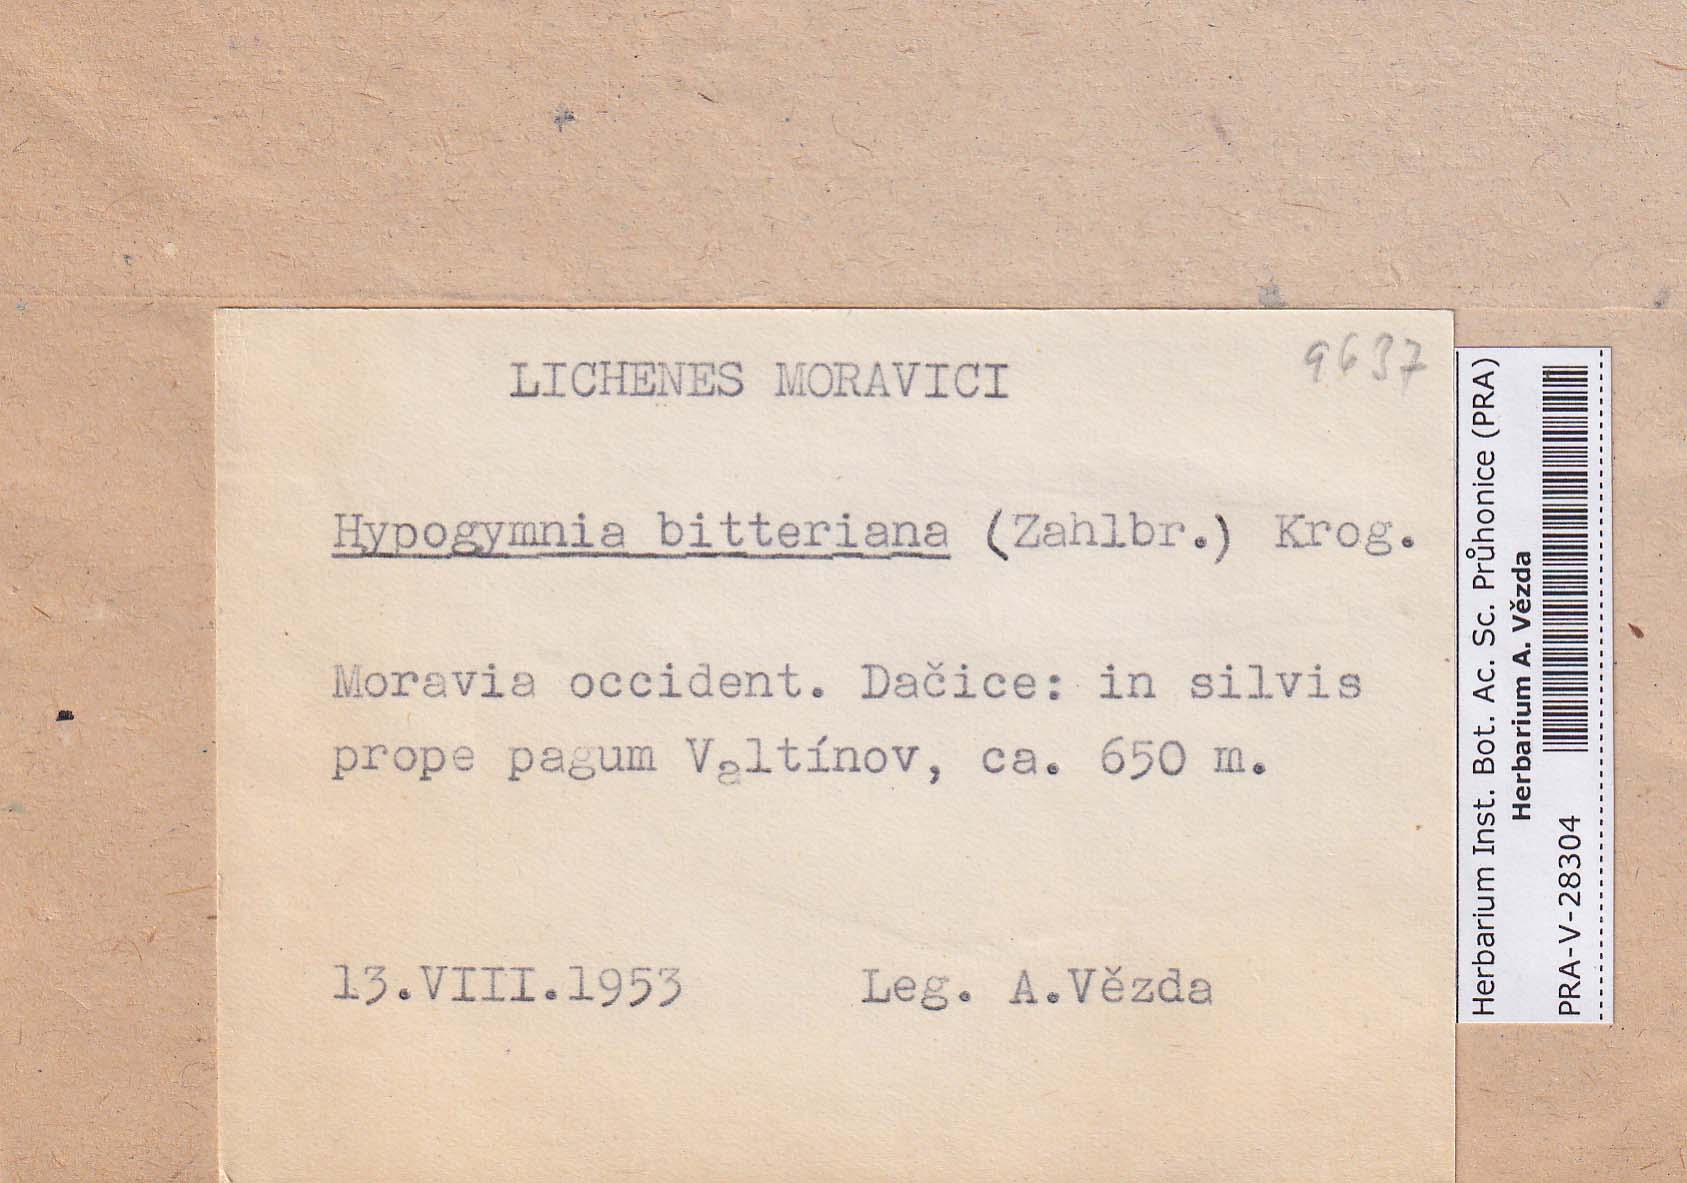 LICHENES MORAVICI
9637
Hypogymnia bitteriana (Zahlbr.) Krog.
Moravia occident. Dačice: in silvis
prope pagum Valtínov, ca. 650 m.
13.VIII.1953 Leg. A.Vězda
Herbarium Inst. Bot. Ac. Sc. Průhonice (PRA)
Herbarium A. Vězda
PRA-V-28304